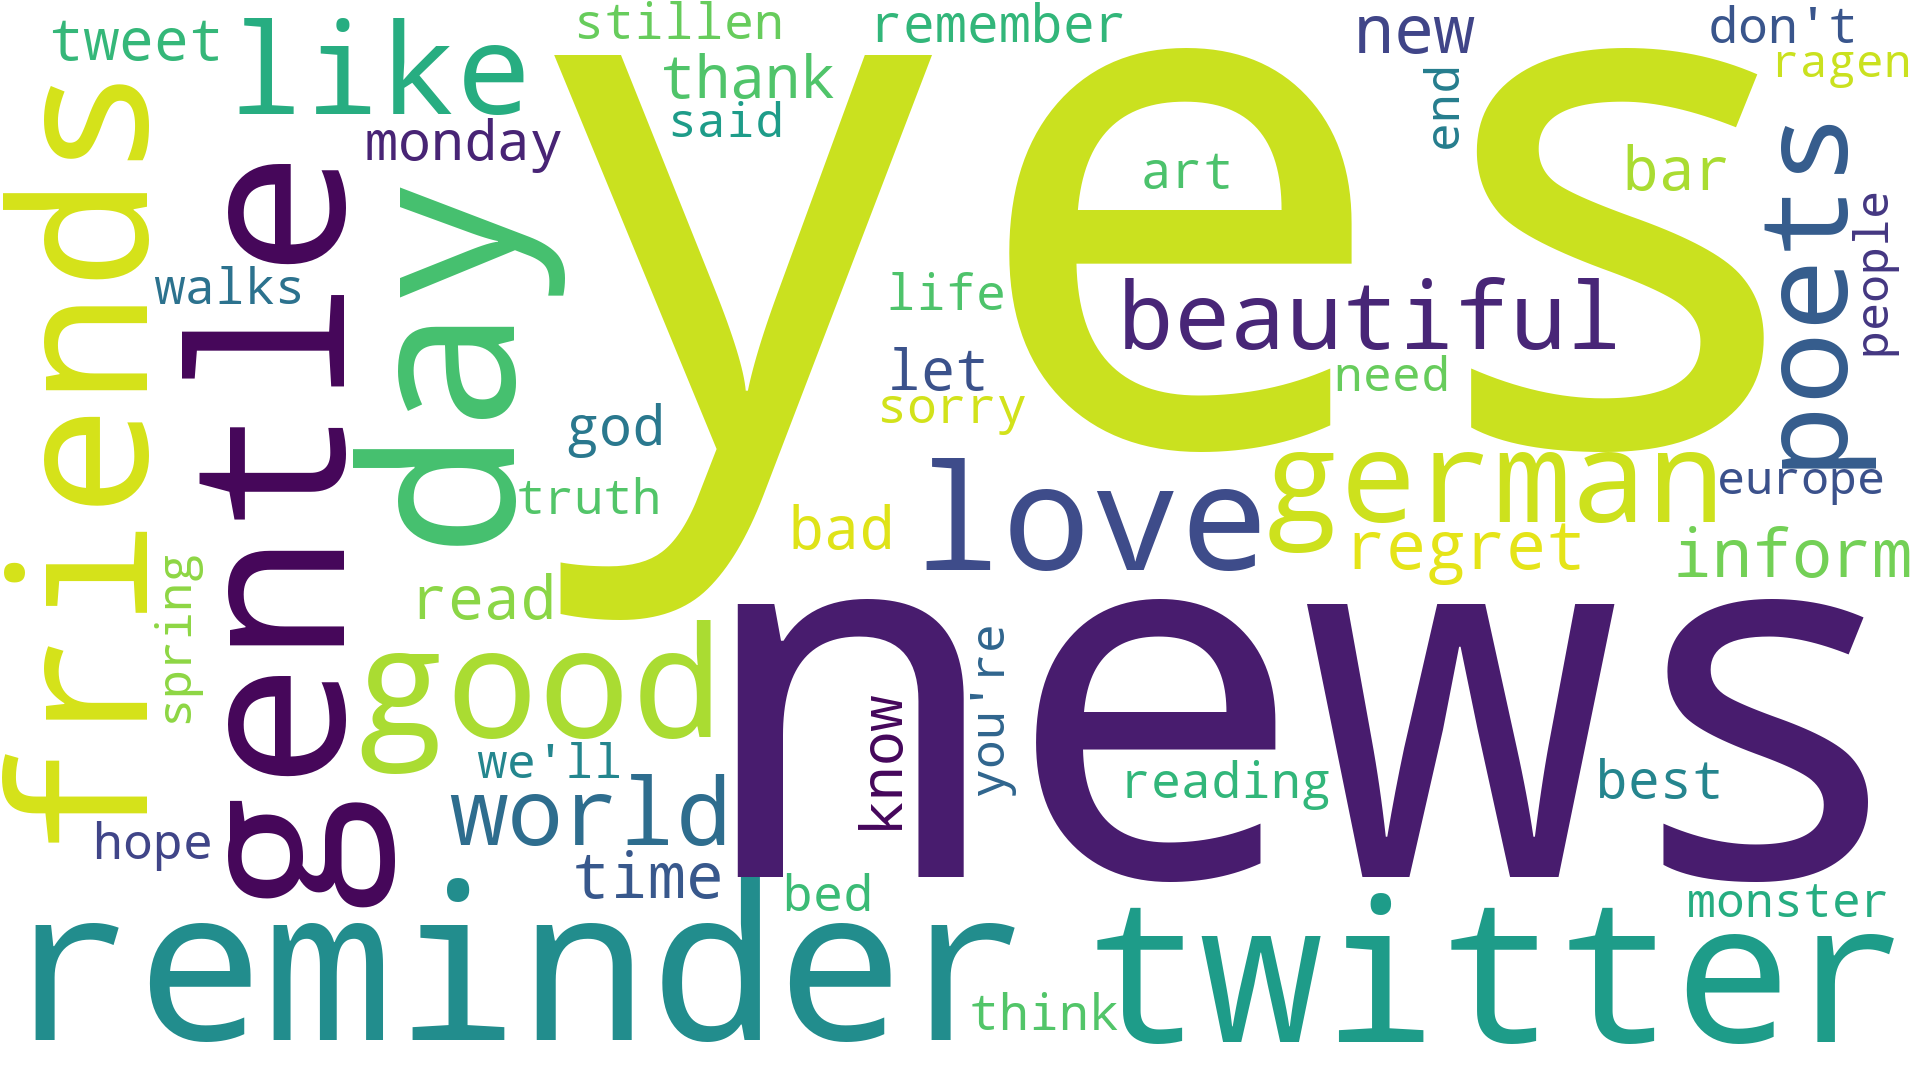 tweet
like
stillen
remember
new
don't
ragen
thank
said
monday
end
yes
art
bar
poets
people
friends
gentle
day
walks
life
beautiful
let
need
sorry
god
truth
bad
love
german
europe
regret
inform
spring
read
good
news
you're
know
we'll
world
reading
best
hope
time
bed
monster
reminder
twitter
think